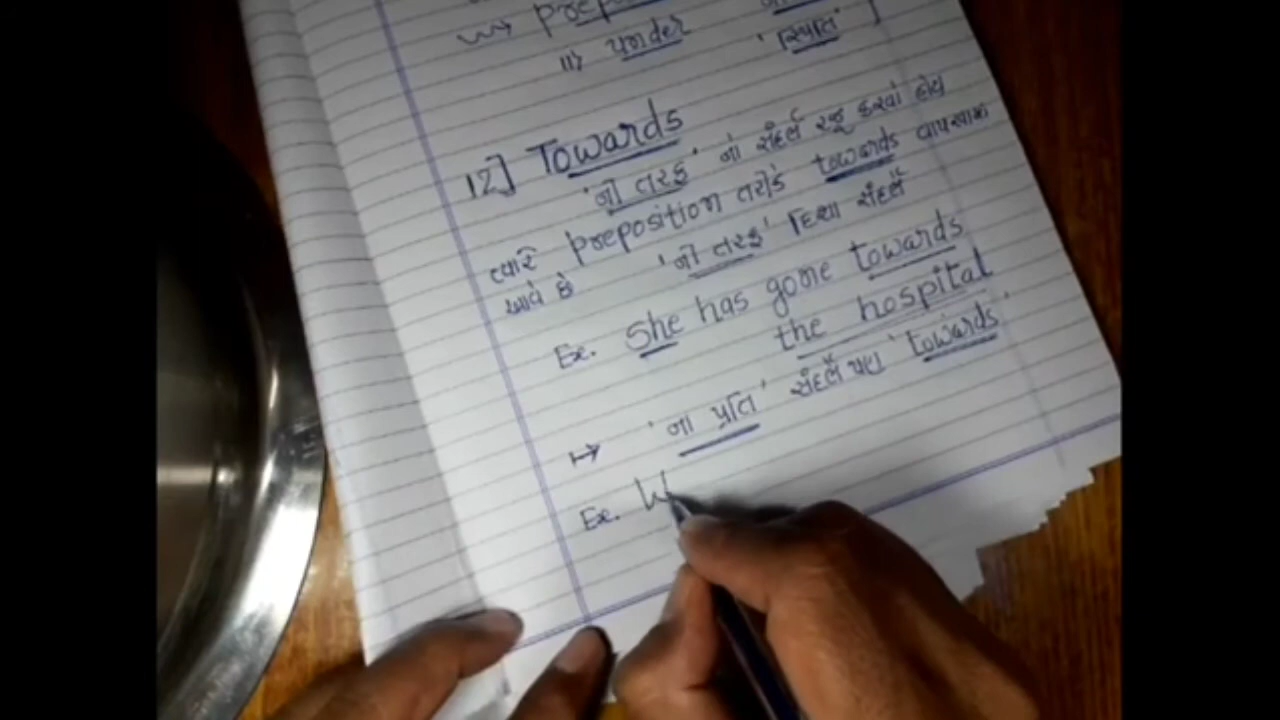 → preposition
⇒ under 'સ્થિતિ' ]
12] Towards
'ની તરફ' નો સંદર્ભ રજૂ કરવો હોય
ત્યારે preposition તરીકે towards વાપરવામાં
આવે છે 'ની તરફ' દિશા સંદર્ભે
Ex. She has gone towards
the hospital
↦ 'ના પ્રતિ' સંદર્ભે પણ 'towards'
Ex. W